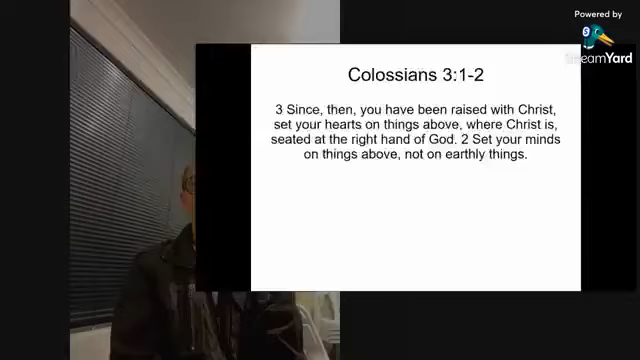 Powered by
StreamYard
Colossians 3:1-2
3 Since, then, you have been raised with Christ,
set your hearts on things above, where Christ is,
seated at the right hand of God. 2 Set your minds
on things above, not on earthly things.